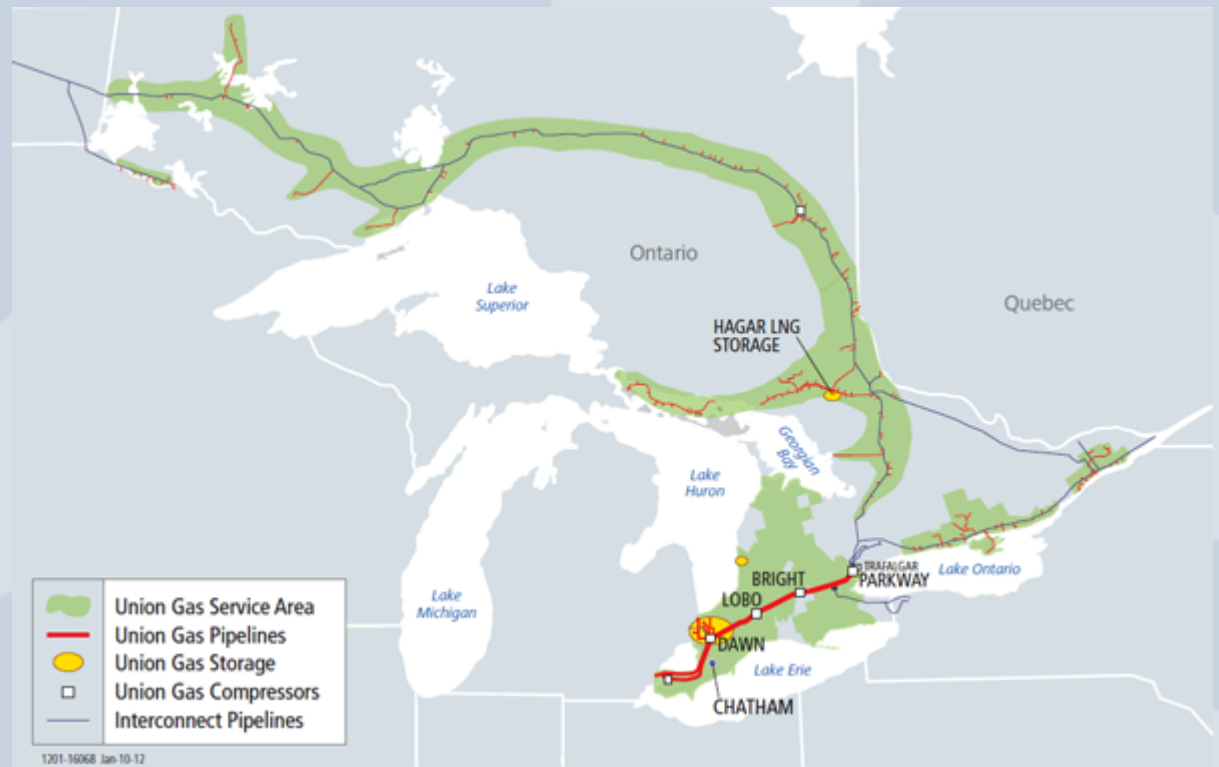 Ontario
Quebec
Lake
Superior
HAGAR LNG
STORAGE
Georgian
Bay
Lake
Huron
Lake
Michigan
BRIGHT
TRAFALGAR
PARKWAY
Lake Ontario
LOBO
DAWN
Lake Erie
CHATHAM
Union Gas Service Area
Union Gas Pipelines
Union Gas Storage
Union Gas Compressors
Interconnect Pipelines
1201-16068 Jan-10-12